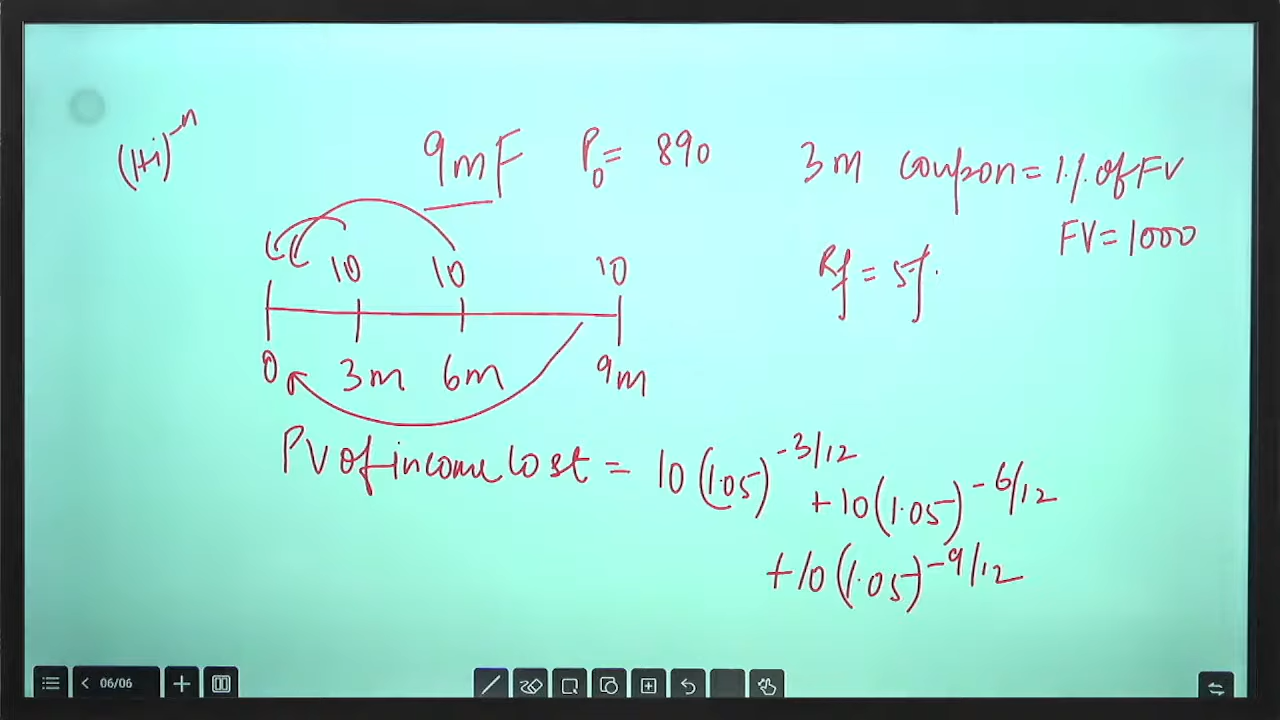 (1+i)^-n
9mF P₀ = 890 3m coupon = 1% of FV
FV = 1000
Rf = 5%
10 10 10
0 3m 6m 9m
PV of income lost = 10(1.05)^-3/12
+10(1.05)^-6/12
+10(1.05)^-9/12
06/06